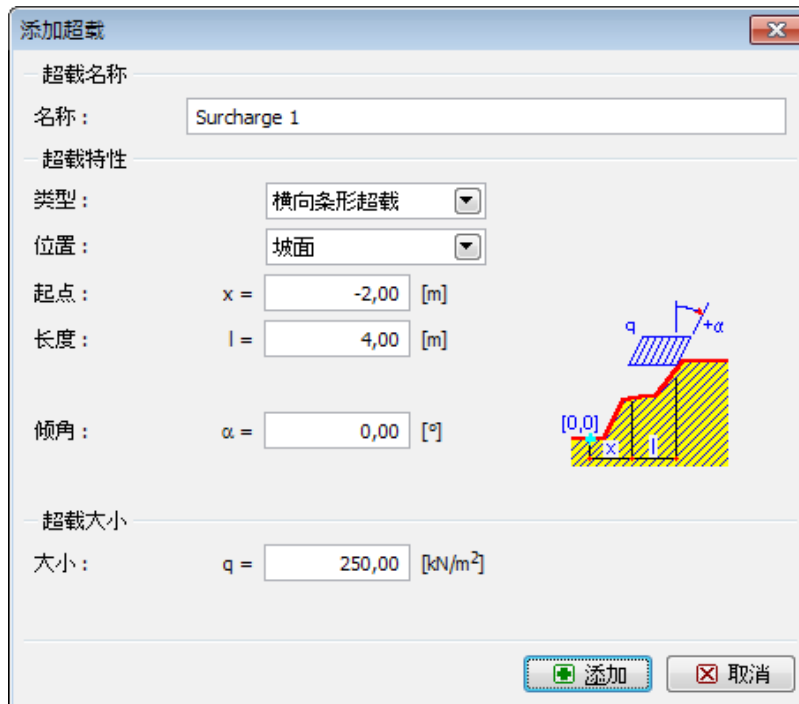 添加超载
超载名称
名称 : Surcharge 1
超载特性
类型 : 横向条形超载
位置 : 坡面
起点 : x = -2,00 [m]
长度 : l = 4,00 [m]
q +α
倾角 : α = 0,00 [°]
[0,0]
x l
超载大小
大小 : q = 250,00 [kN/m²]
添加 取消